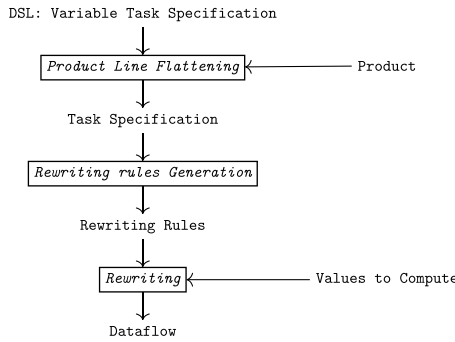 DSL: Variable Task Specification
Product Line Flattening
Product
Task Specification
Rewriting rules Generation
Rewriting Rules
Rewriting
Values to Compute
Dataflow